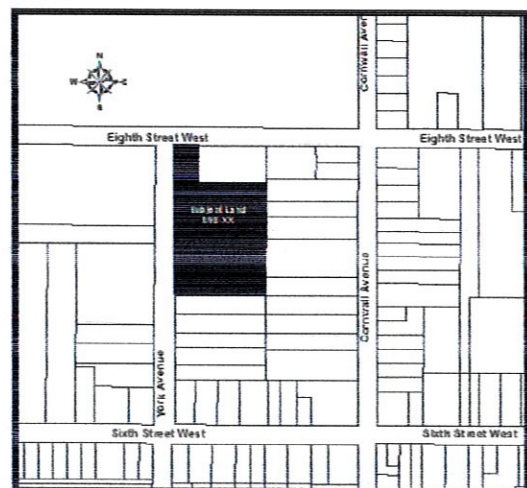 Cornwall Aven
N
W
S
Eighth Street West
Eighth Street West
Subject Land
Cornwall Avenue
York Avenue
Sixth Street West
Sixth Street West